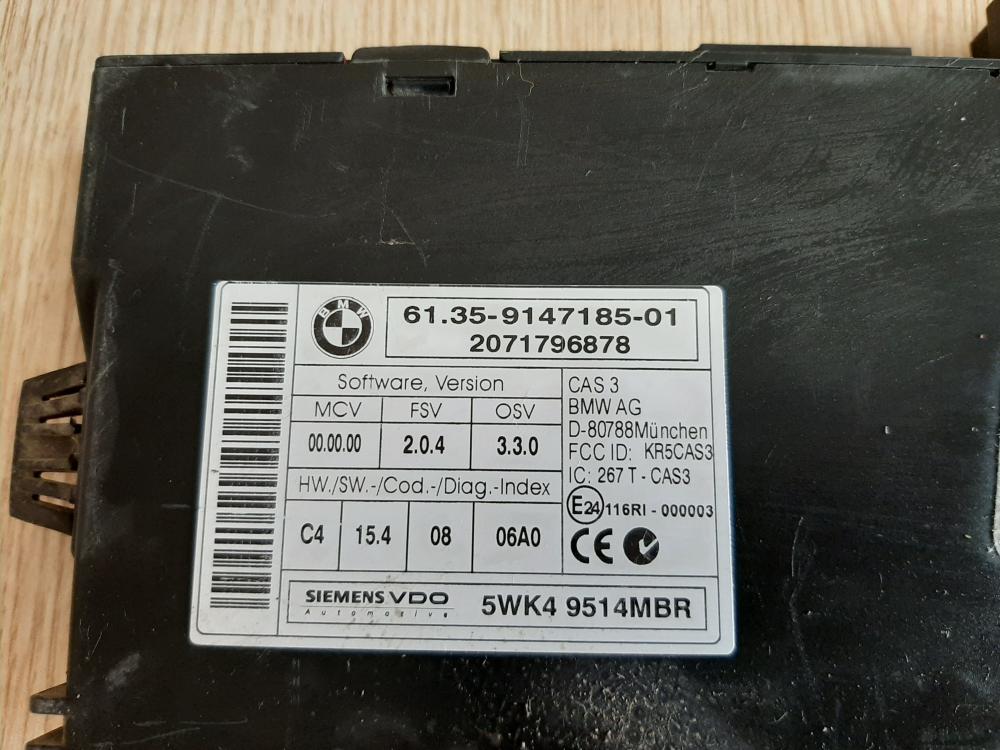 BMW
61.35-9147185-01
2071796878
Software, Version
MCV FSV OSV
00.00.00 2.0.4 3.3.0
HW./SW.-/Cod.-/Diag.-Index
C4 15.4 08 06A0
CAS 3
BMW AG
D-80788München
FCC ID: KR5CAS3
IC: 267 T - CAS3
E24 116RI - 000003
CE
SIEMENS VDO
Automotive
5WK4 9514MBR